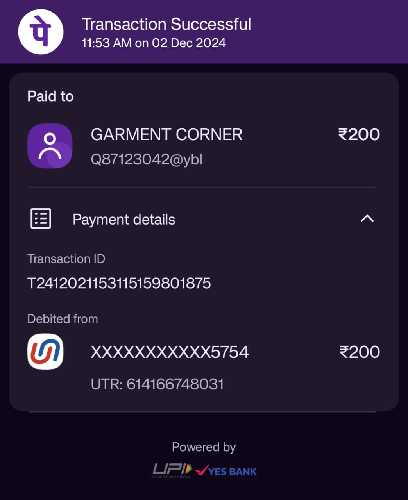 पे
Transaction Successful
11:53 AM on 02 Dec 2024
Paid to
GARMENT CORNER ₹200
Q87123042@ybl
Payment details
Transaction ID
T2412021153115159801875
Debited from
XXXXXXXXXXX5754 ₹200
UTR: 614166748031
Powered by
UPI YES BANK